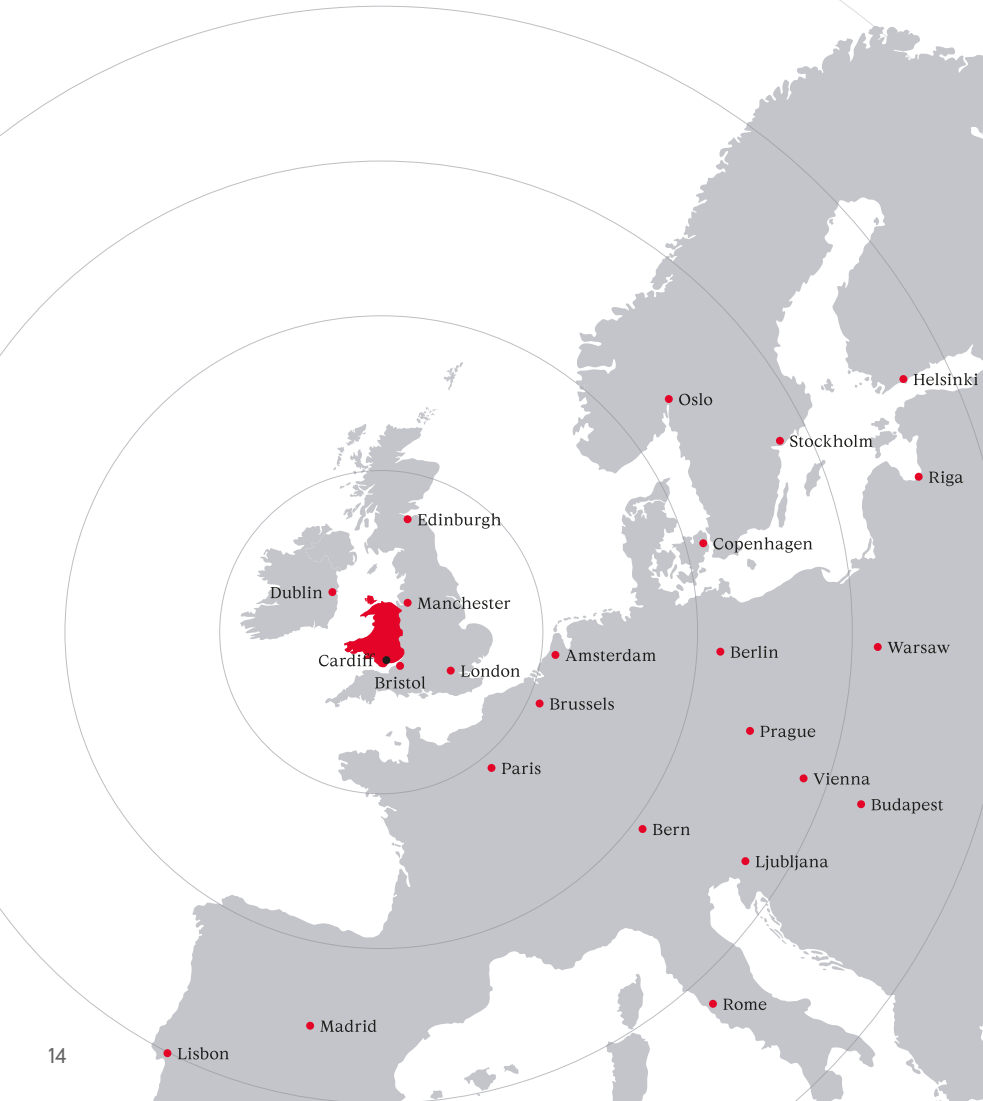 Helsinki
Oslo
Stockholm
Riga
Edinburgh
Copenhagen
Dublin
Manchester
Warsaw
Berlin
Amsterdam
Cardiff
London
Bristol
Brussels
Prague
Paris
Vienna
Budapest
Bern
Ljubljana
Rome
Madrid
Lisbon
14